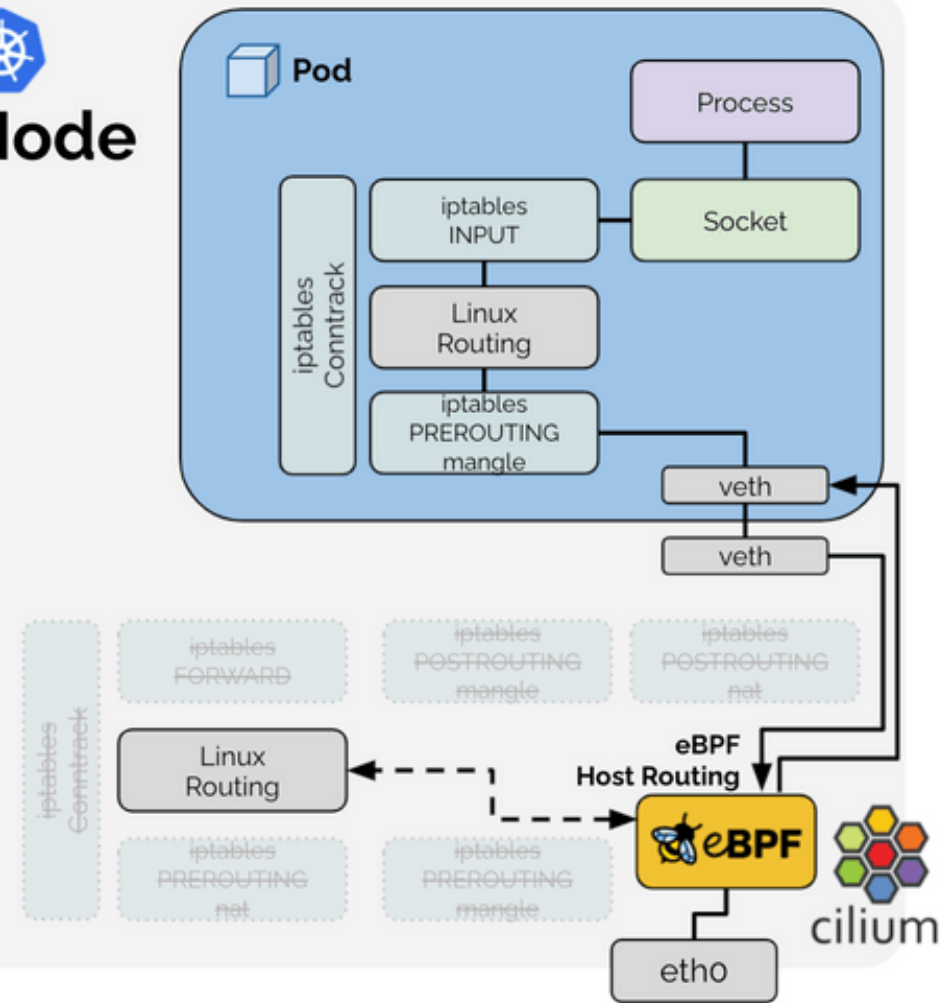 Node
Pod
Process
iptables
INPUT
Socket
iptables
Conntrack
Linux
Routing
iptables
PREROUTING
mangle
veth
veth
iptables
FORWARD
iptables
POSTROUTING
mangle
iptables
POSTROUTING
nat
iptables
Conntrack
Linux
Routing
eBPF
Host Routing
eBPF
iptables
PREROUTING
nat
iptables
PREROUTING
mangle
cilium
eth0